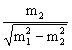 m₂
√(m₁² − m₂²)